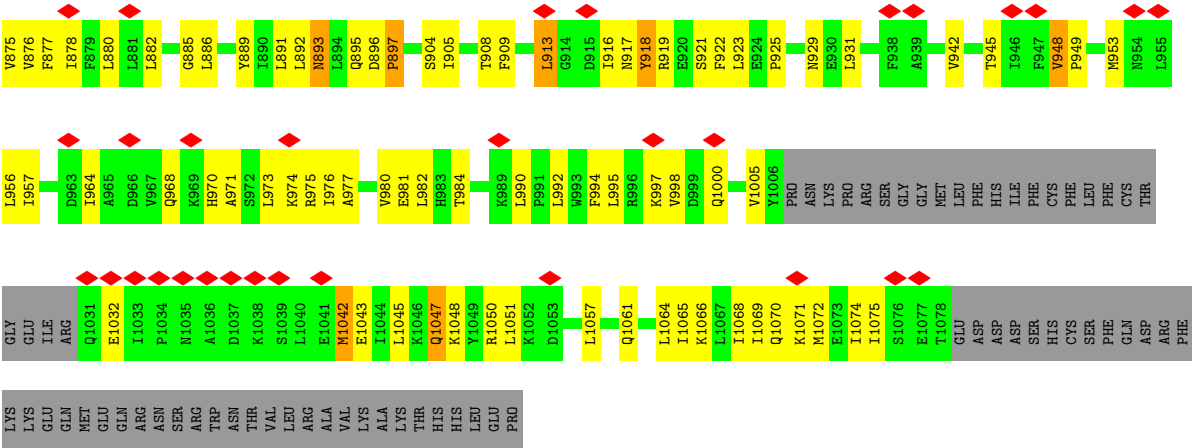 V875 V876 F877 I878 F879 L880 L881 L882 G885 L886 Y889 I890 L891 L892 N893 L894 Q895 D896 P897 S904 I905 T908 F909 L913 G914 D915 I916 N917 Y918 R919 E920 S921 F922 L923 E924 P925 N929 E930 L931 F938 A939 V942 T945 I946 F947 V948 P949 M953 N954 L955
L956 I957 D963 I964 A965 D966 V967 Q968 K969 H970 A971 S972 L973 K974 R975 I976 A977 V980 E981 L982 H983 T984 K989 L990 P991 L992 W993 F994 L995 R996 K997 V998 D999 Q1000 V1005 Y1006 PRO ASN LYS PRO ARG SER GLY GLY MET LEU PHE HIS ILE PHE CYS PHE LEU PHE CYS THR
GLY GLU ILE ARG Q1031 E1032 I1033 P1034 N1035 A1036 D1037 K1038 S1039 L1040 E1041 M1042 E1043 I1044 L1045 K1046 Q1047 K1048 Y1049 R1050 L1051 K1052 D1053 L1057 Q1061 L1064 I1065 K1066 L1067 I1068 I1069 Q1070 K1071 M1072 E1073 I1074 I1075 S1076 E1077 T1078 GLU ASP ASP ASP SER HIS CYS SER PHE GLN ASP ARG PHE
LYS LYS GLU GLN MET GLU GLN ARG ASN SER ARG TRP ASN THR VAL LEU ARG ALA VAL LYS ALA LYS THR HIS HIS LEU GLU PRO